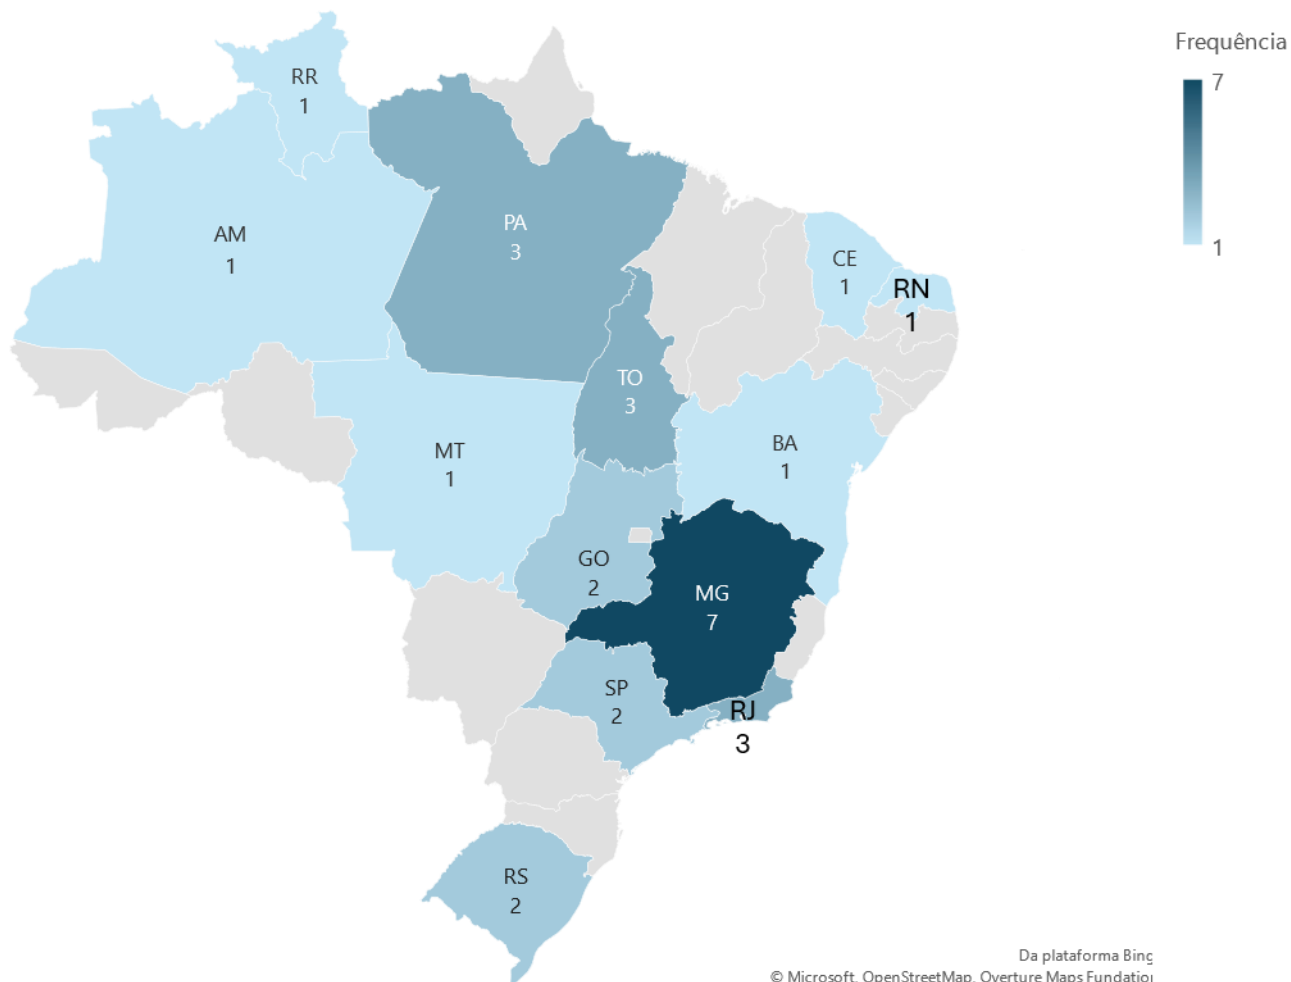 Frequência
7
1
RR
1
AM
1
PA
3
CE
1
RN
1
TO
3
MT
1
BA
1
GO
2
MG
7
SP
2
RJ
3
RS
2
Da plataforma Bing
© Microsoft, OpenStreetMap, Overture Maps Fundation